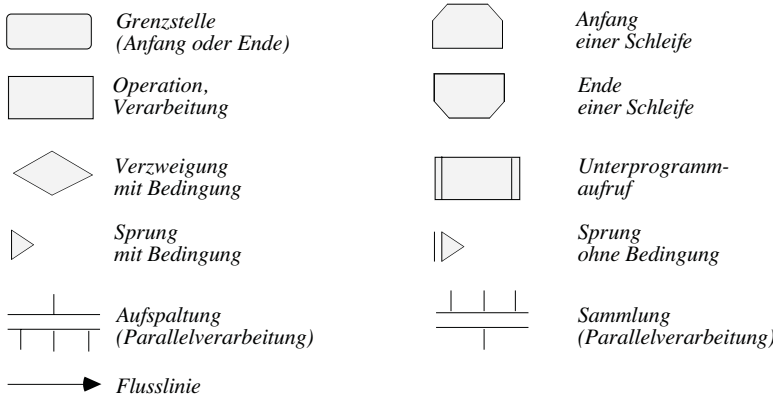 Grenzstelle
(Anfang oder Ende)
Anfang
einer Schleife
Operation,
Verarbeitung
Ende
einer Schleife
Verzweigung
mit Bedingung
Unterprogramm-
aufruf
Sprung
mit Bedingung
Sprung
ohne Bedingung
Aufspaltung
(Parallelverarbeitung)
Sammlung
(Parallelverarbeitung)
Flusslinie